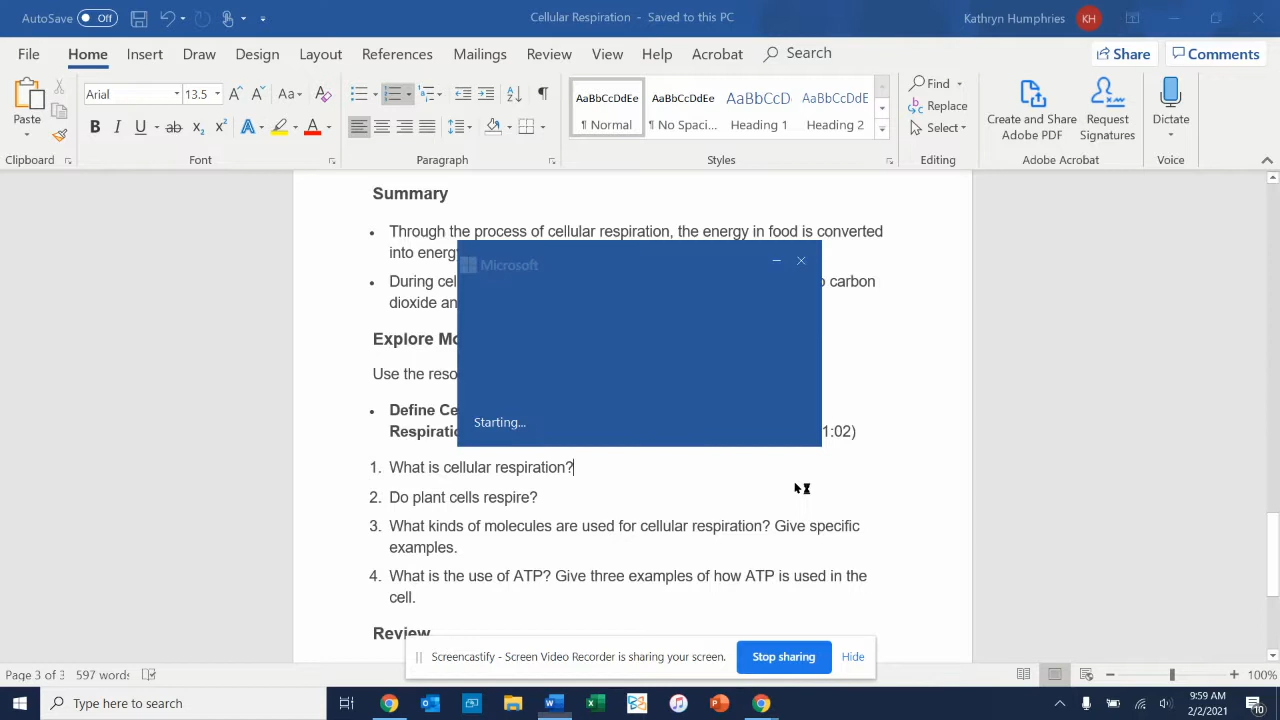 AutoSave Off
Cellular Respiration - Saved to this PC
Kathryn Humphries KH
File Home Insert Draw Design Layout References Mailings Review View Help Acrobat Search Share Comments
Paste
Arial 13.5
Aa
AaBbCcDdEe AaBbCcDdEe AaBbCcD AaBbCcDdE
¶ Normal ¶ No Spaci... Heading 1 Heading 2
Find
Replace
Select
Create and Share
Adobe PDF
Request
Signatures
Dictate
Clipboard Font Paragraph Styles Editing Adobe Acrobat Voice
Summary
• Through the process of cellular respiration, the energy in food is converted
into energy
• During cel carbon
dioxide an
Explore Mo
Use the reso
• Define Ce
Respiratio 1:02)
Microsoft
Starting...
1. What is cellular respiration?
2. Do plant cells respire?
3. What kinds of molecules are used for cellular respiration? Give specific
examples.
4. What is the use of ATP? Give three examples of how ATP is used in the
cell.
Review
Screencastify - Screen Video Recorder is sharing your screen. Stop sharing Hide
Page 3 of 3 597 words 100%
Type here to search
9:59 AM
2/2/2021
10